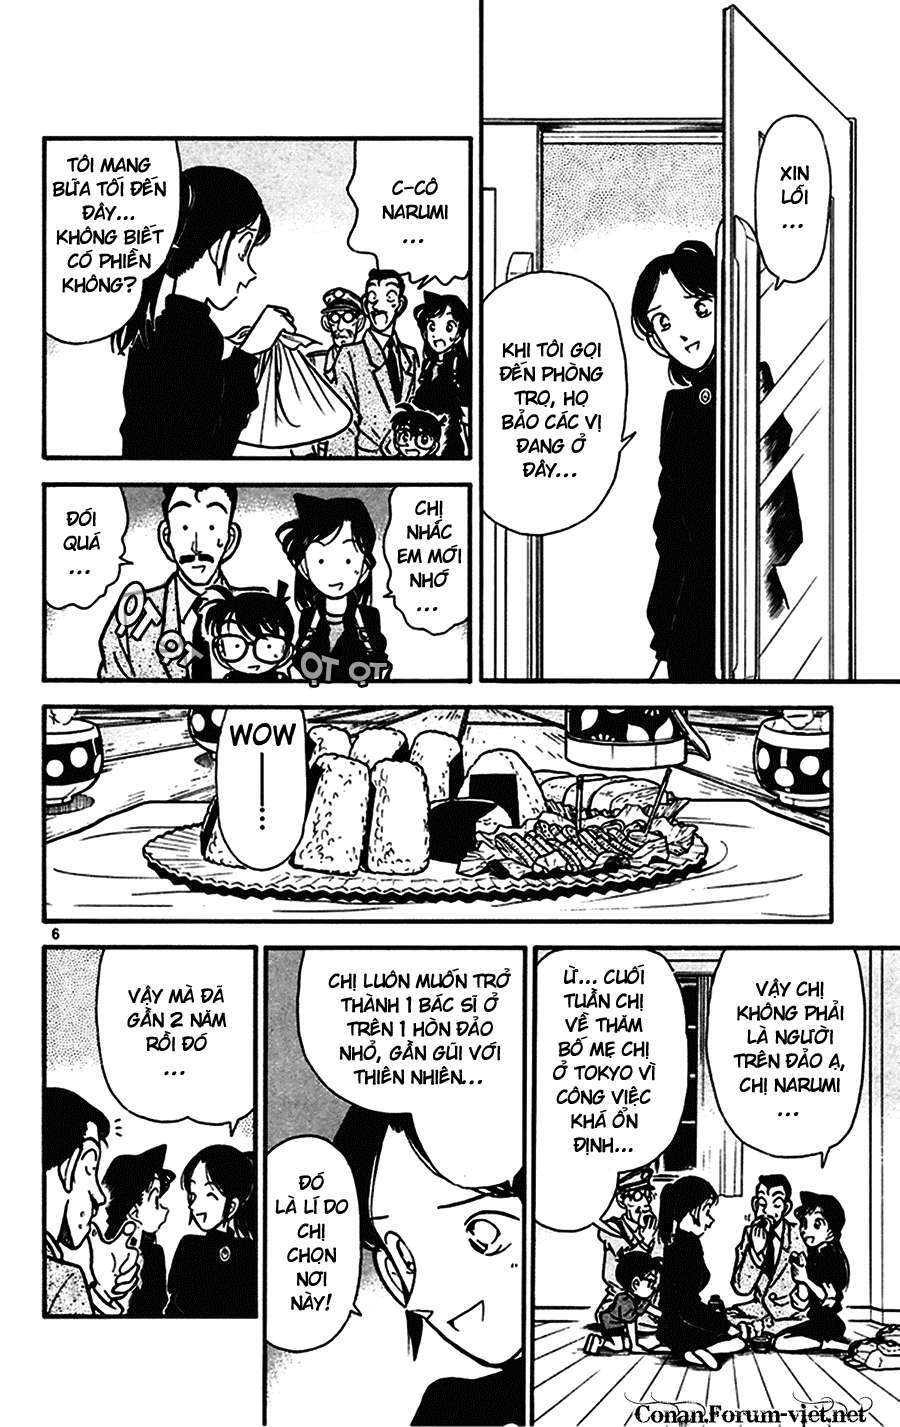 XIN
LỖI
...
KHI TÔI GỌI
ĐẾN PHÒNG
TRỌ, HỌ
BẢO CÁC VỊ
ĐANG Ở
ĐÂY...
C-CÔ
NARUMI
...
TÔI MANG
BỮA TỐI ĐẾN
ĐÂY...
KHÔNG BIẾT
CÓ PHIỀN
KHÔNG?
CHỊ
NHẮC
EM MỚI
NHỚ
...
ĐÓI
QUÁ
...
ỌT
ỌT
ỌT ỌT
WOW
6
VẬY CHỊ
KHÔNG PHẢI
LÀ NGƯỜI
TRÊN ĐẢO Ạ,
CHỊ NARUMI
...
Ừ... CUỐI
TUẦN CHỊ
VỀ THĂM
BỐ MẸ CHỊ
Ở TOKYO VÌ
CÔNG VIỆC
KHÁ ỔN
ĐỊNH...
CHỊ LUÔN MUỐN TRỞ
THÀNH 1 BÁC SĨ Ở
TRÊN 1 HÒN ĐẢO
NHỎ, GẦN GŨI VỚI
THIÊN NHIÊN...
ĐÓ
LÀ LÍ DO
CHỊ
CHỌN
NƠI
NÀY!
VẬY MÀ ĐÃ
GẦN 2 NĂM
RỒI ĐÓ
...
Conan.Forum-viet.net